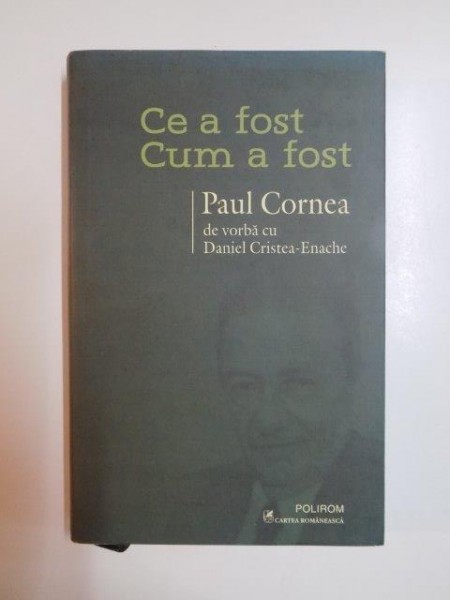 Ce a fost
Cum a fost
Paul Cornea
de vorbă cu
Daniel Cristea-Enache
POLIROM
CARTEA ROMÂNEASCĂ